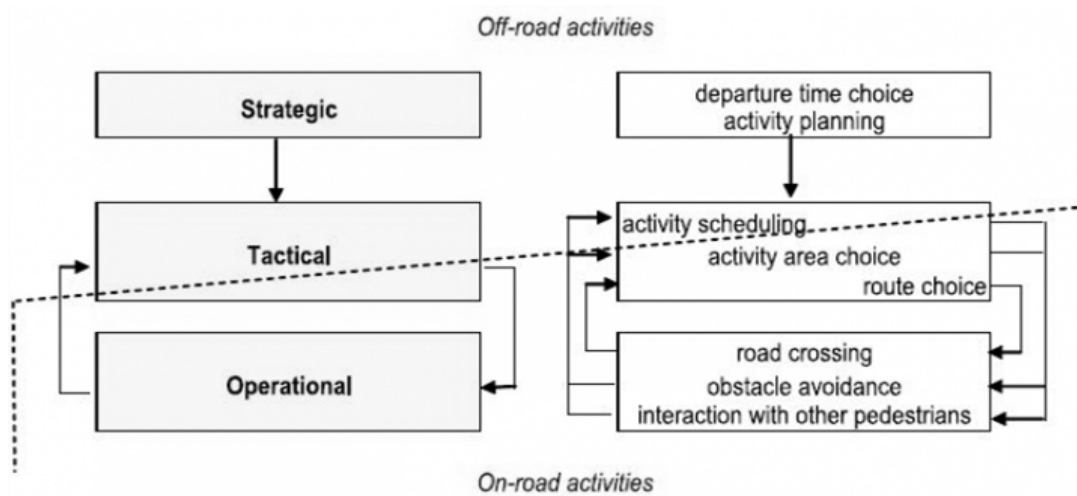 Off-road activities
Strategic
departure time choice
activity planning
Tactical
activity scheduling
activity area choice
route choice
Operational
road crossing
obstacle avoidance
interaction with other pedestrians
On-road activities